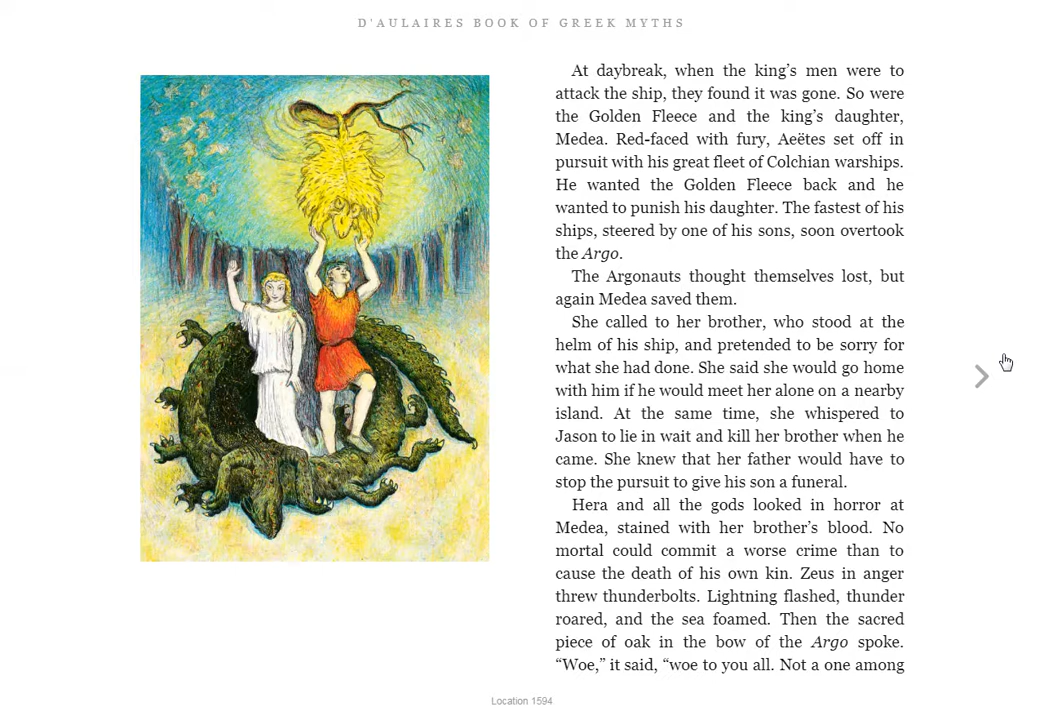 D'AULAIRES BOOK OF GREEK MYTHS
At daybreak, when the king’s men were to
attack the ship, they found it was gone. So were
the Golden Fleece and the king’s daughter,
Medea. Red-faced with fury, Aeëtes set off in
pursuit with his great fleet of Colchian warships.
He wanted the Golden Fleece back and he
wanted to punish his daughter. The fastest of his
ships, steered by one of his sons, soon overtook
the Argo.
The Argonauts thought themselves lost, but
again Medea saved them.
She called to her brother, who stood at the
helm of his ship, and pretended to be sorry for
what she had done. She said she would go home
with him if he would meet her alone on a nearby
island. At the same time, she whispered to
Jason to lie in wait and kill her brother when he
came. She knew that her father would have to
stop the pursuit to give his son a funeral.
Hera and all the gods looked in horror at
Medea, stained with her brother’s blood. No
mortal could commit a worse crime than to
cause the death of his own kin. Zeus in anger
threw thunderbolts. Lightning flashed, thunder
roared, and the sea foamed. Then the sacred
piece of oak in the bow of the Argo spoke.
“Woe,” it said, “woe to you all. Not a one among
Location 1594